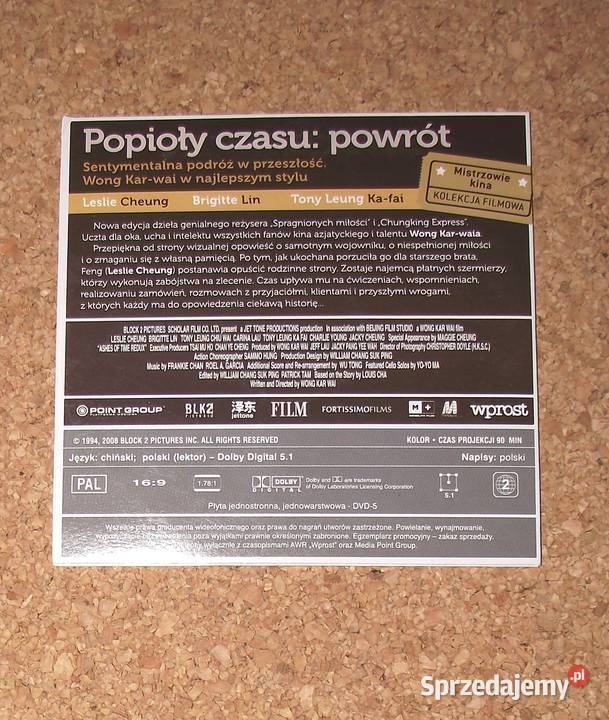 Popioły czasu: powrót
Sentymentalna podróż w przeszłość.
Wong Kar-wai w najlepszym stylu
Mistrzowie
kina
KOLEKCJA FILMOWA
Leslie Cheung Brigitte Lin Tony Leung Ka-fai
Nowa edycja dzieła genialnego reżysera „Spragnionych miłości" i „Chungking Express".
Uczta dla oka, ucha i intelektu wszystkich fanów kina azjatyckiego i talentu Wong Kar-waia.
Przepiękna od strony wizualnej opowieść o samotnym wojowniku, o niespełnionej miłości
i o zmaganiu się z własną pamięcią. Po tym, jak ukochana porzuciła go dla starszego brata,
Feng (Leslie Cheung) postanawia opuścić rodzinne strony. Zostaje najemcą płatnych szermierzy,
którzy wykonują zabójstwa na zlecenie. Czas upływa mu na ćwiczeniach, wspomnieniach,
realizowaniu zamówień, rozmowach z przyjaciółmi, klientami i przyszłymi wrogami,
z których każdy ma do opowiedzenia ciekawą historię...
BLOCK 2 PICTURES SCHOLAR FILM CO. LTD. present a JET TONE PRODUCTIONS production in association with BEIJING FILM STUDIO a WONG KAR WAI film
LESLIE CHEUNG BRIGITTE LIN TONY LEUNG CHIU WAI CARINA LAU TONY LEUNG KA FAI CHARLIE YOUNG JACKY CHEUNG Special Appearance by MAGGIE CHEUNG
"ASHES OF TIME REDUX" Executive Producers TSAI MU HO CHAN YE CHENG Produced by WONG KAR WAI JEFF LAU JACKY PANG YEE WAH Director of Photography CHRISTOPHER DOYLE (H.K.S.C.)
Action Choreographer SAMMO HUNG Production Design by WILLIAM CHANG SUK PING
Music by FRANKIE CHAN ROEL A. GARCIA Additional Score and Re-arrangement by WU TONG Featured Cello Solos by YO-YO MA
Edited by WILLIAM CHANG SUK PING PATRICK TAM Based on the Story by LOUIS CHA
Written and Directed by WONG KAR WAI
POINT GROUP BLK2 PICTURES 泽东 jettone FILM FORTISSIMOFILMS wprost
© 1994, 2008 BLOCK 2 PICTURES INC. ALL RIGHTS RESERVED KOLOR • CZAS PROJEKCJI 90 MIN
Język: chiński; polski (lektor) – Dolby Digital 5.1 Napisy: polski
PAL 16:9 1.78:1 DOLBY DIGITAL Dolby and are trademarks
of Dolby Laboratories Licensing Corporation 5.1 2
Płyta jednostronna, jednowarstwowa - DVD-5
Wszelkie prawa producenta wideofonicznego oraz prawa do nagrań utworów zastrzeżone. Powielanie, wynajmowanie,
poza wyjątkami prawnie określonymi zabronione. Egzemplarz promocyjny – zakaz sprzedaży.
wyłącznie z czasopismami AWR „Wprost" oraz Media Point Group.
Sprzedajemy.pl